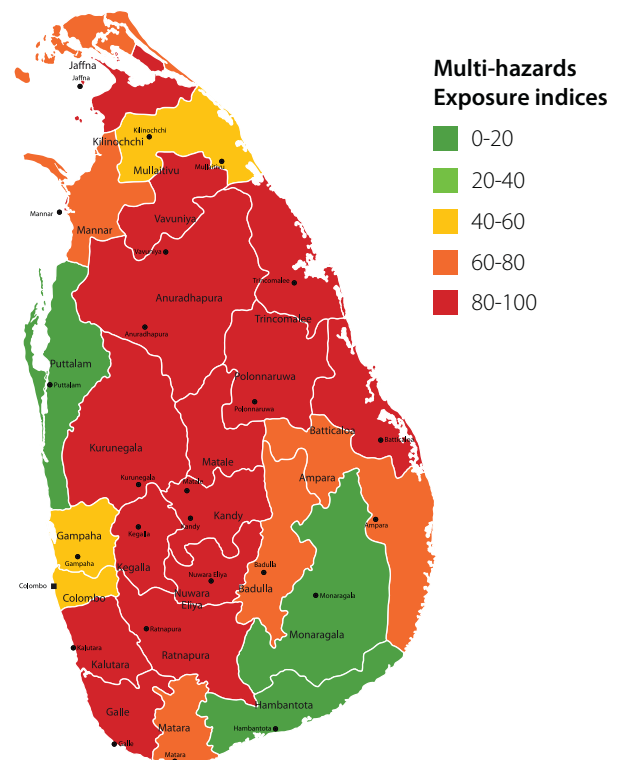 Jaffna
Jaffna
Multi-hazards
Exposure indices
0-20
20-40
40-60
60-80
80-100
Kilinochchi
Kilinochchi
Mullaitivu
Mullaitivu
Mannar
Mannar
Vavuniya
Vavuniya
Trincomalee
Anuradhapura
Trincomalee
Anuradhapura
Puttalam
Puttalam
Polonnaruwa
Polonnaruwa
Batticaloa
Batticaloa
Kurunegala
Matale
Kurunegala
Matale
Ampara
Ampara
Kandy
Kandy
Kegalla
Gampaha
Gampaha
Kegalla
Badulla
Nuwara Eliya
Badulla
Colombo
Colombo
Nuwara
Eliya
Monaragala
Monaragala
Ratnapura
Ratnapura
Kalutara
Kalutara
Hambantota
Hambantota
Galle
Galle
Matara
Matara